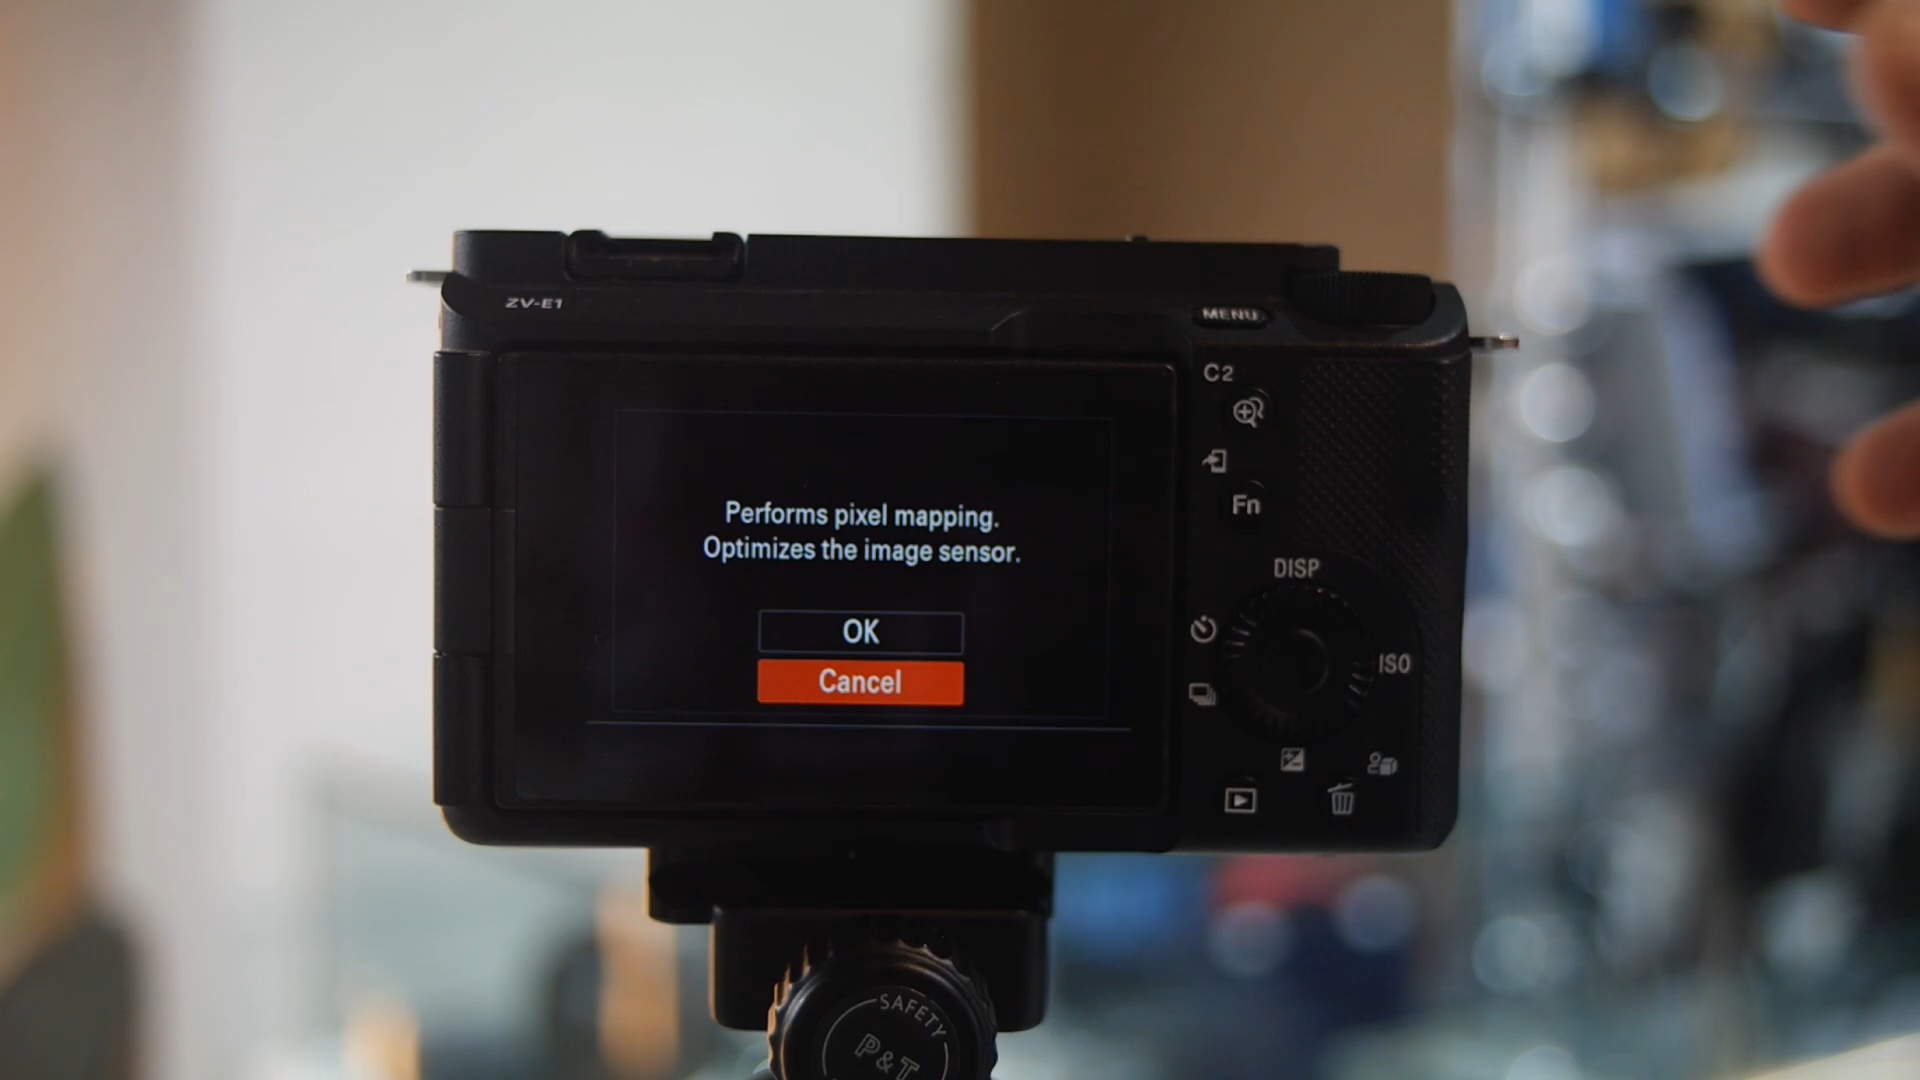 ZV-E1
MENU
C2
Fn
Performs pixel mapping.
Optimizes the image sensor.
DISP
OK
ISO
Cancel
SAFETY
P&T